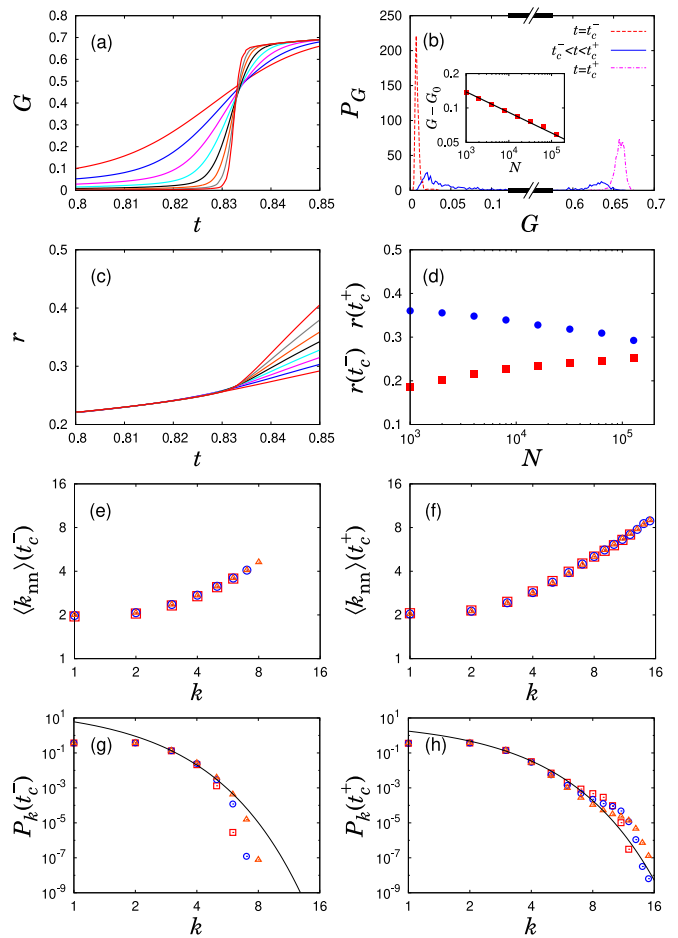 (a)
G
0.8
0.7
0.6
0.5
0.4
0.3
0.2
0.1
0
0.8 0.81 0.82 0.83 0.84 0.85
t
(b)
P_G
250
200
150
100
50
0
0 0.05 0.1 0.6 0.65 0.7
G
t=t_c^-
t_c^-<t<t_c^+
t=t_c^+
G − G_0
0.2
0.1
0.05
10^3 10^4 10^5
N
(c)
r
0.5
0.4
0.3
0.2
0.8 0.81 0.82 0.83 0.84 0.85
t
(d)
r(t_c^-) r(t_c^+)
0.5
0.4
0.3
0.2
0.1
10^3 10^4 10^5
N
(e)
⟨k_nn⟩(t_c^-)
16
8
4
2
1
1 2 4 8 16
k
(f)
⟨k_nn⟩(t_c^+)
16
8
4
2
1
1 2 4 8 16
k
(g)
P_k(t_c^-)
10^1
10^-1
10^-3
10^-5
10^-7
10^-9
1 2 4 8 16
k
(h)
P_k(t_c^+)
10^1
10^-1
10^-3
10^-5
10^-7
10^-9
1 2 4 8 16
k